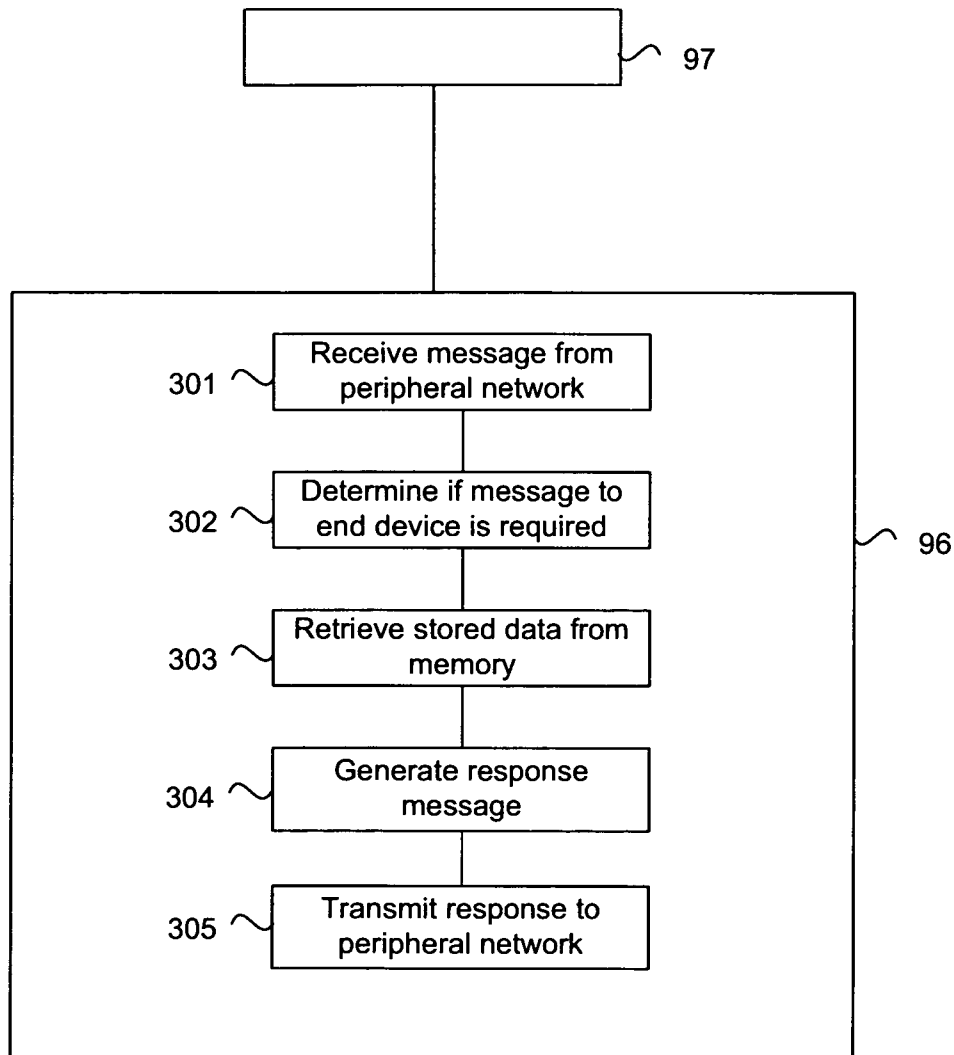 97
Receive message from
peripheral network
301
Determine if message to
end device is required
302
96
Retrieve stored data from
memory
303
Generate response
message
304
Transmit response to
peripheral network
305